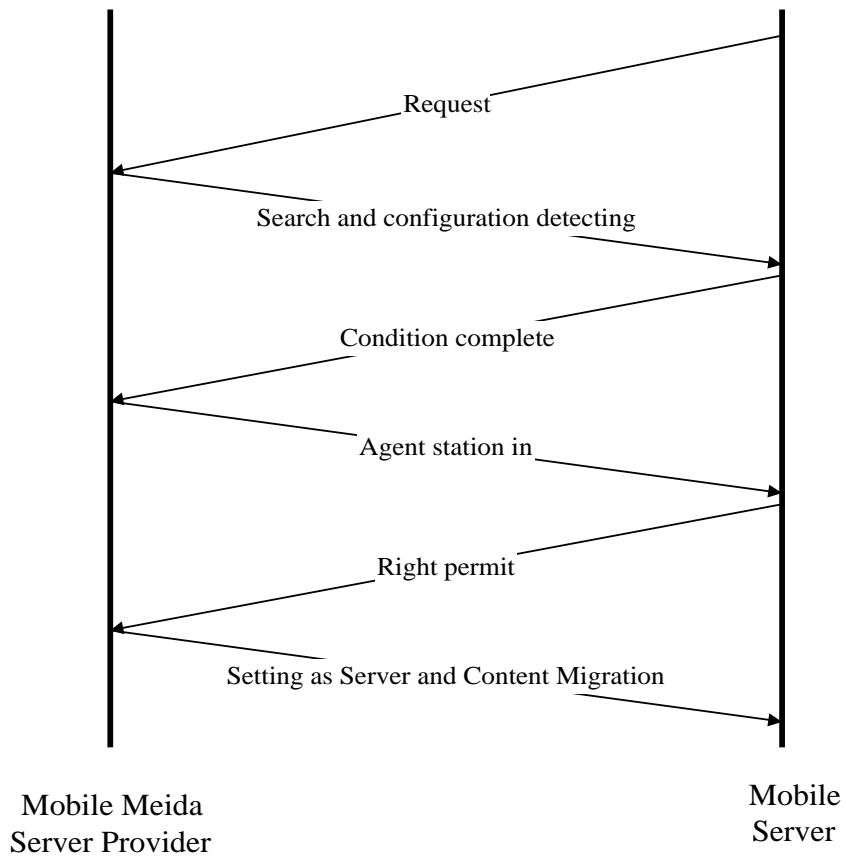 Request
Search and configuration detecting
Condition complete
Agent station in
Right permit
Setting as Server and Content Migration
Mobile Meida
Server Provider
Mobile
Server